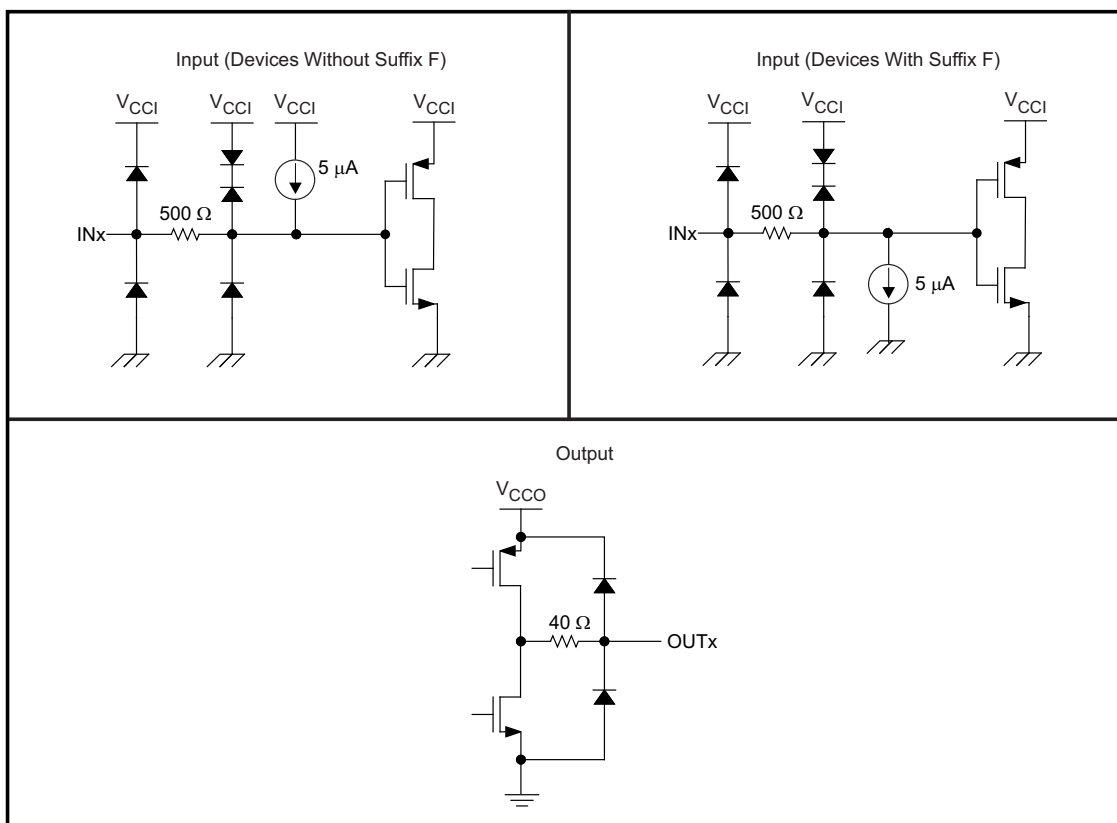 Input (Devices Without Suffix F)
V_CCI V_CCI V_CCI V_CCI
5 µA
500 Ω
INx
Input (Devices With Suffix F)
V_CCI V_CCI V_CCI
500 Ω
INx
5 µA
Output
V_CCO
40 Ω
OUTx